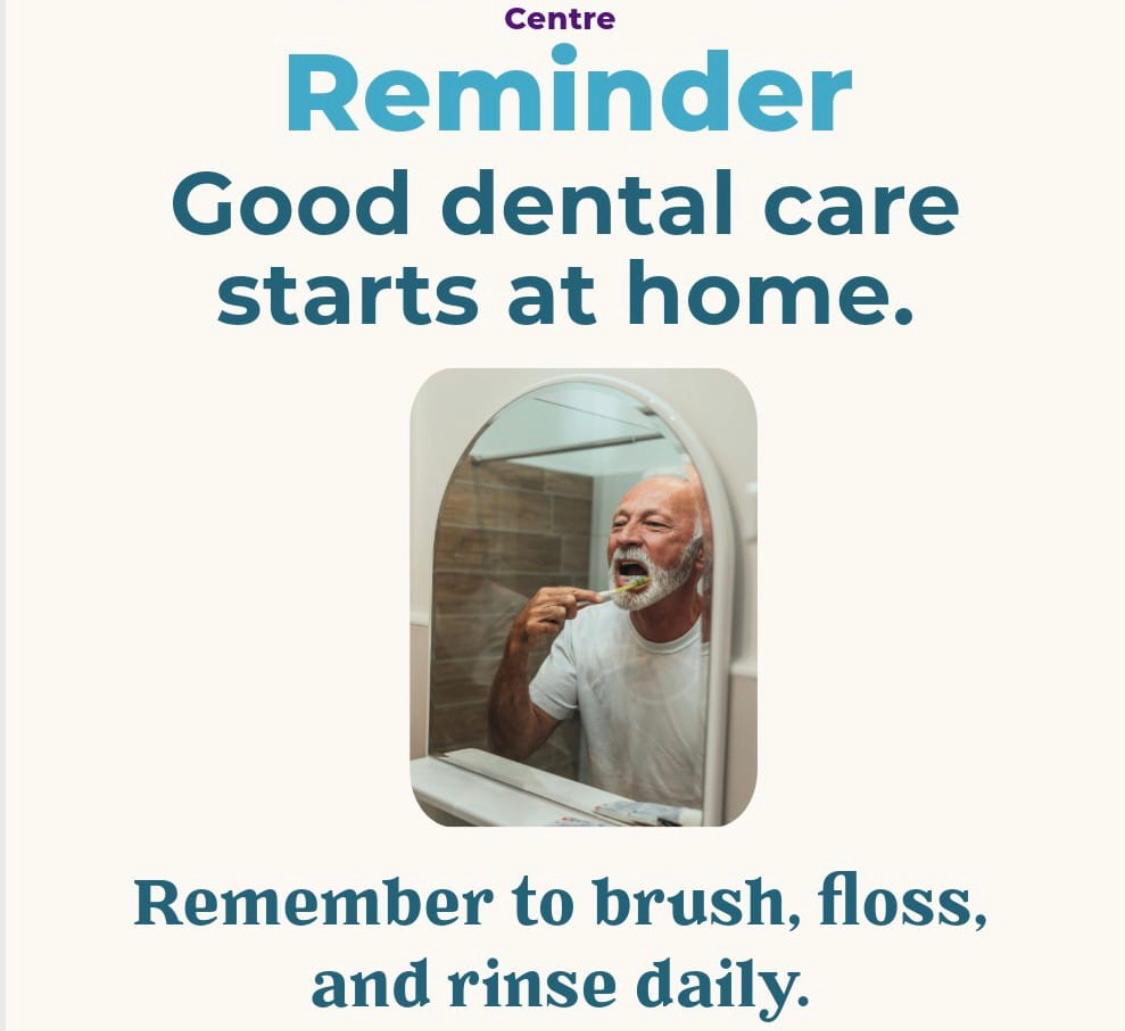 Centre
Reminder
Good dental care
starts at home.
Remember to brush, floss,
and rinse daily.